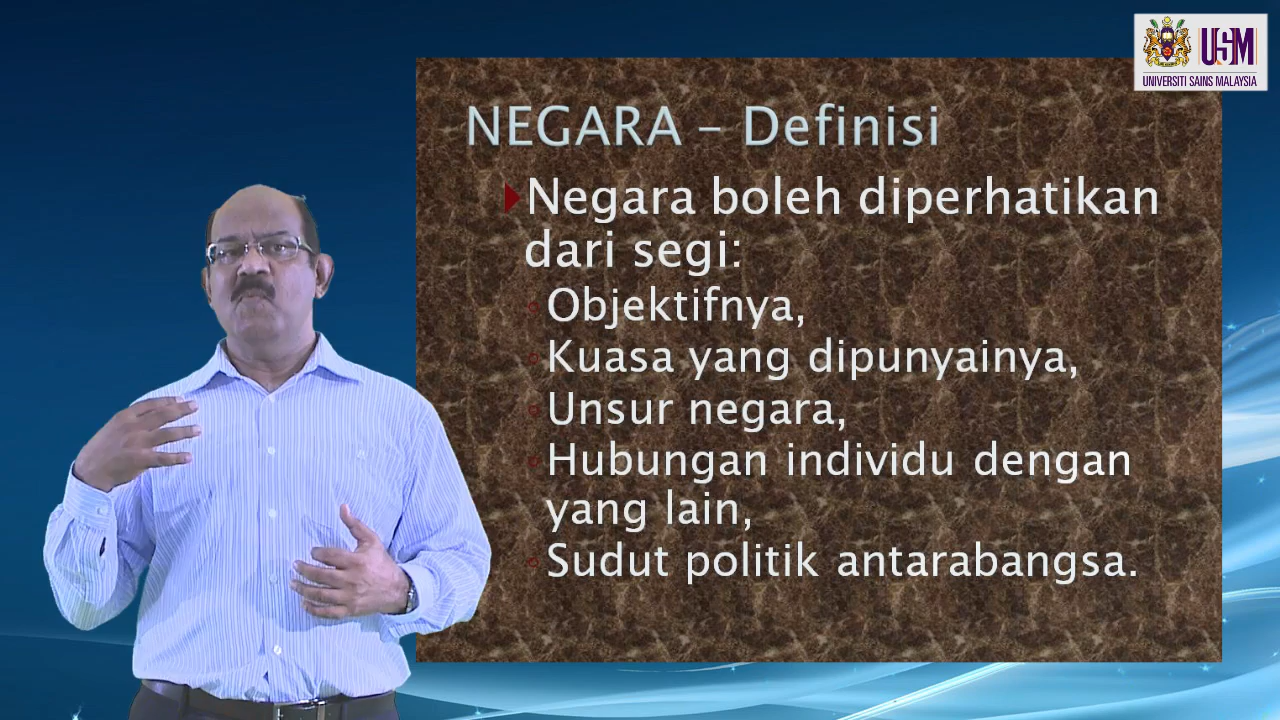 USM
UNIVERSITI SAINS MALAYSIA
NEGARA – Definisi
Negara boleh diperhatikan
dari segi:
Objektifnya,
Kuasa yang dipunyainya,
Unsur negara,
Hubungan individu dengan
yang lain,
Sudut politik antarabangsa.